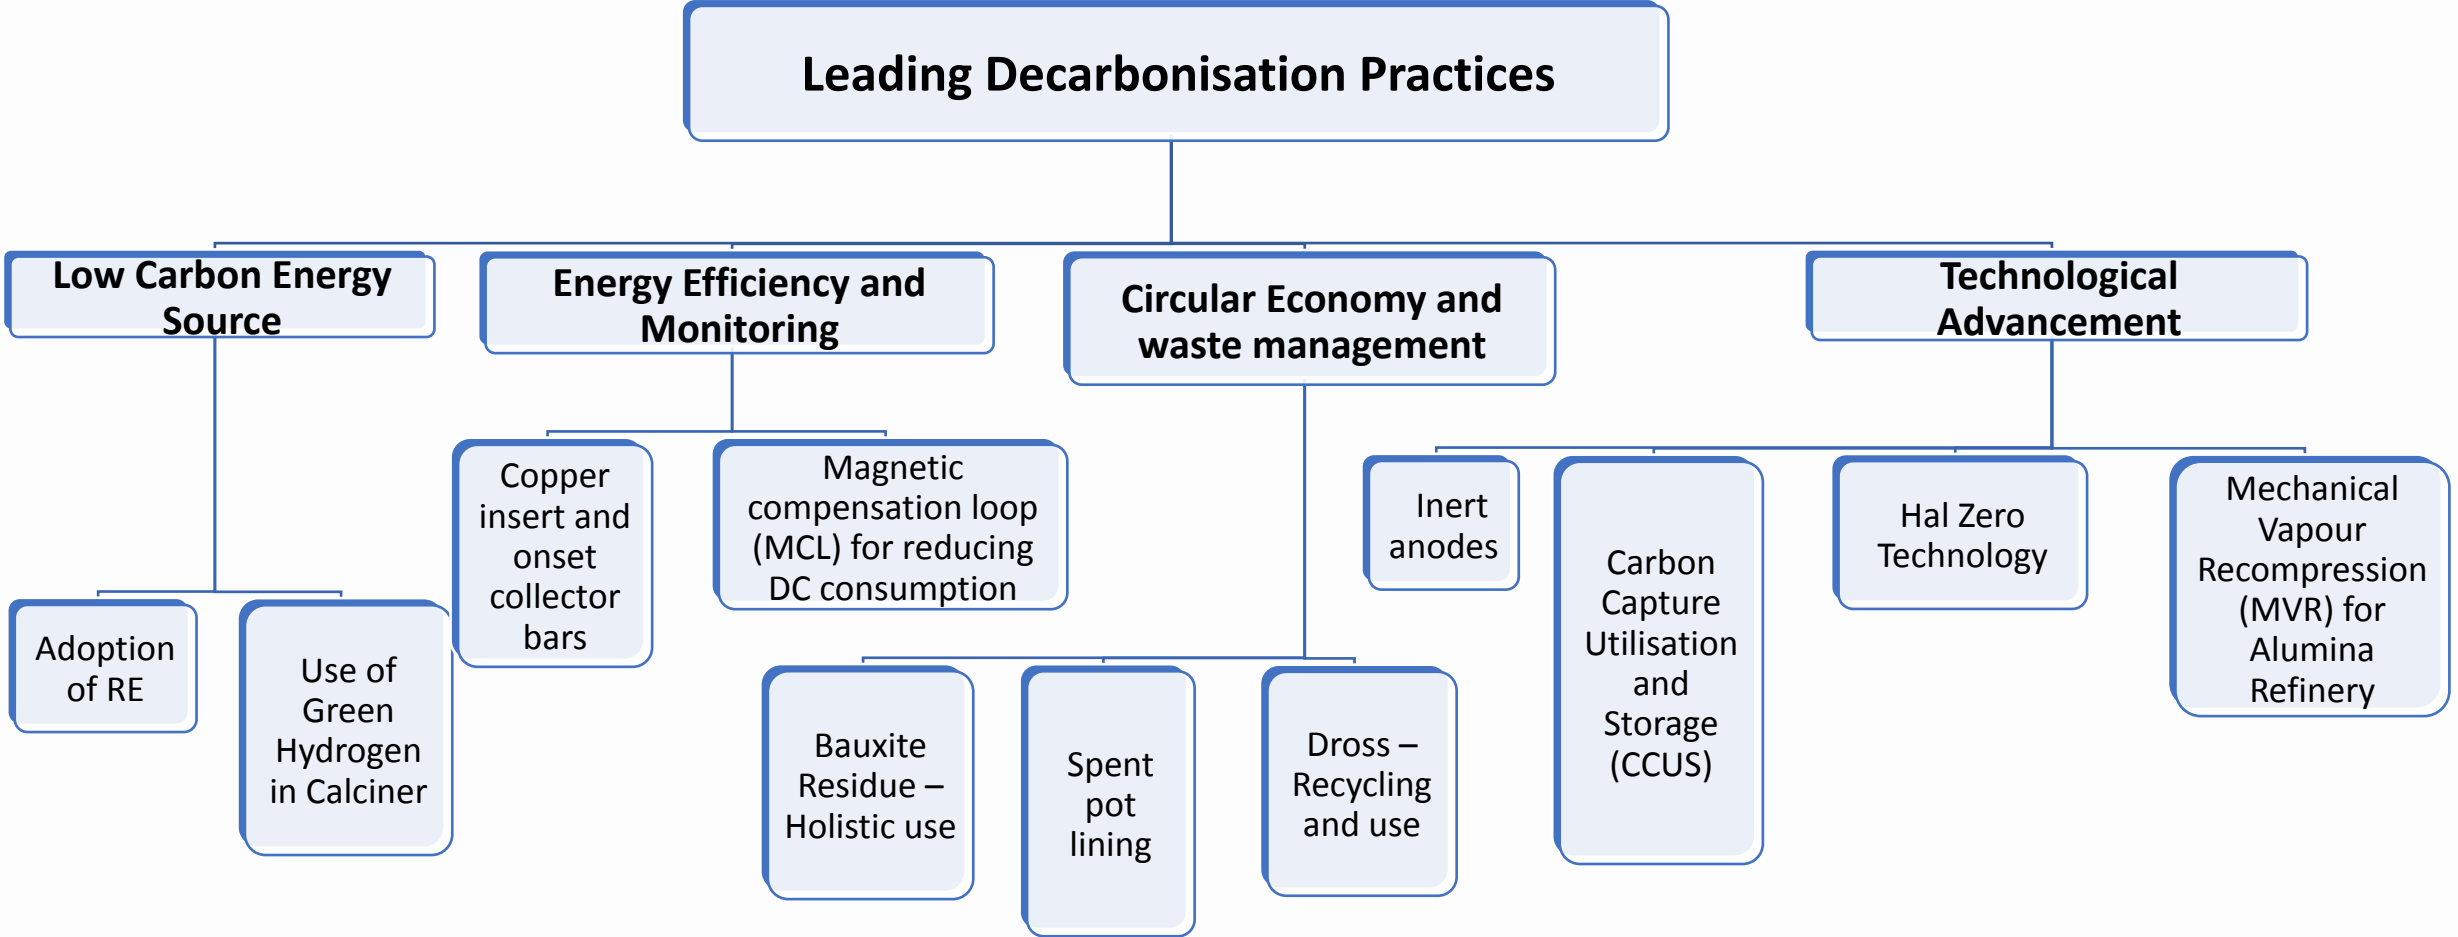 Leading Decarbonisation Practices
Low Carbon Energy
Source
Energy Efficiency and
Monitoring
Circular Economy and
waste management
Technological
Advancement
Adoption
of RE
Use of
Green
Hydrogen
in Calciner
Copper
insert and
onset
collector
bars
Magnetic
compensation loop
(MCL) for reducing
DC consumption
Bauxite
Residue –
Holistic use
Spent
pot
lining
Dross –
Recycling
and use
Inert
anodes
Carbon
Capture
Utilisation
and
Storage
(CCUS)
Hal Zero
Technology
Mechanical
Vapour
Recompression
(MVR) for
Alumina
Refinery